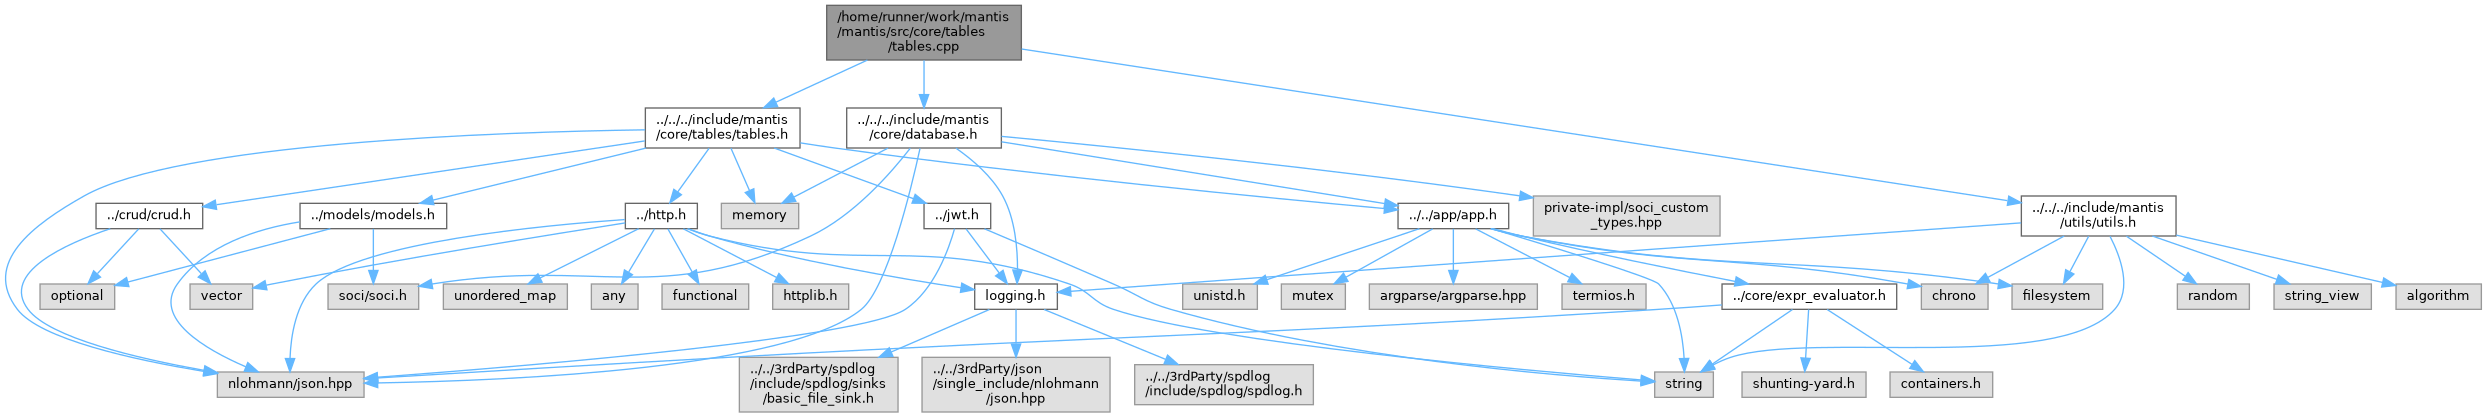 /home/runner/work/mantis
/mantis/src/core/tables
/tables.cpp
../../../include/mantis
/core/tables/tables.h
../../../include/mantis
/core/database.h
../crud/crud.h
../models/models.h
../http.h
memory
../jwt.h
../../app/app.h
private-impl/soci_custom
_types.hpp
../../../include/mantis
/utils/utils.h
optional
vector
soci/soci.h
unordered_map
any
functional
httplib.h
logging.h
unistd.h
mutex
argparse/argparse.hpp
termios.h
../core/expr_evaluator.h
chrono
filesystem
random
string_view
algorithm
nlohmann/json.hpp
../../3rdParty/spdlog
/include/spdlog/sinks
/basic_file_sink.h
../../3rdParty/json
/single_include/nlohmann
/json.hpp
../../3rdParty/spdlog
/include/spdlog/spdlog.h
string
shunting-yard.h
containers.h